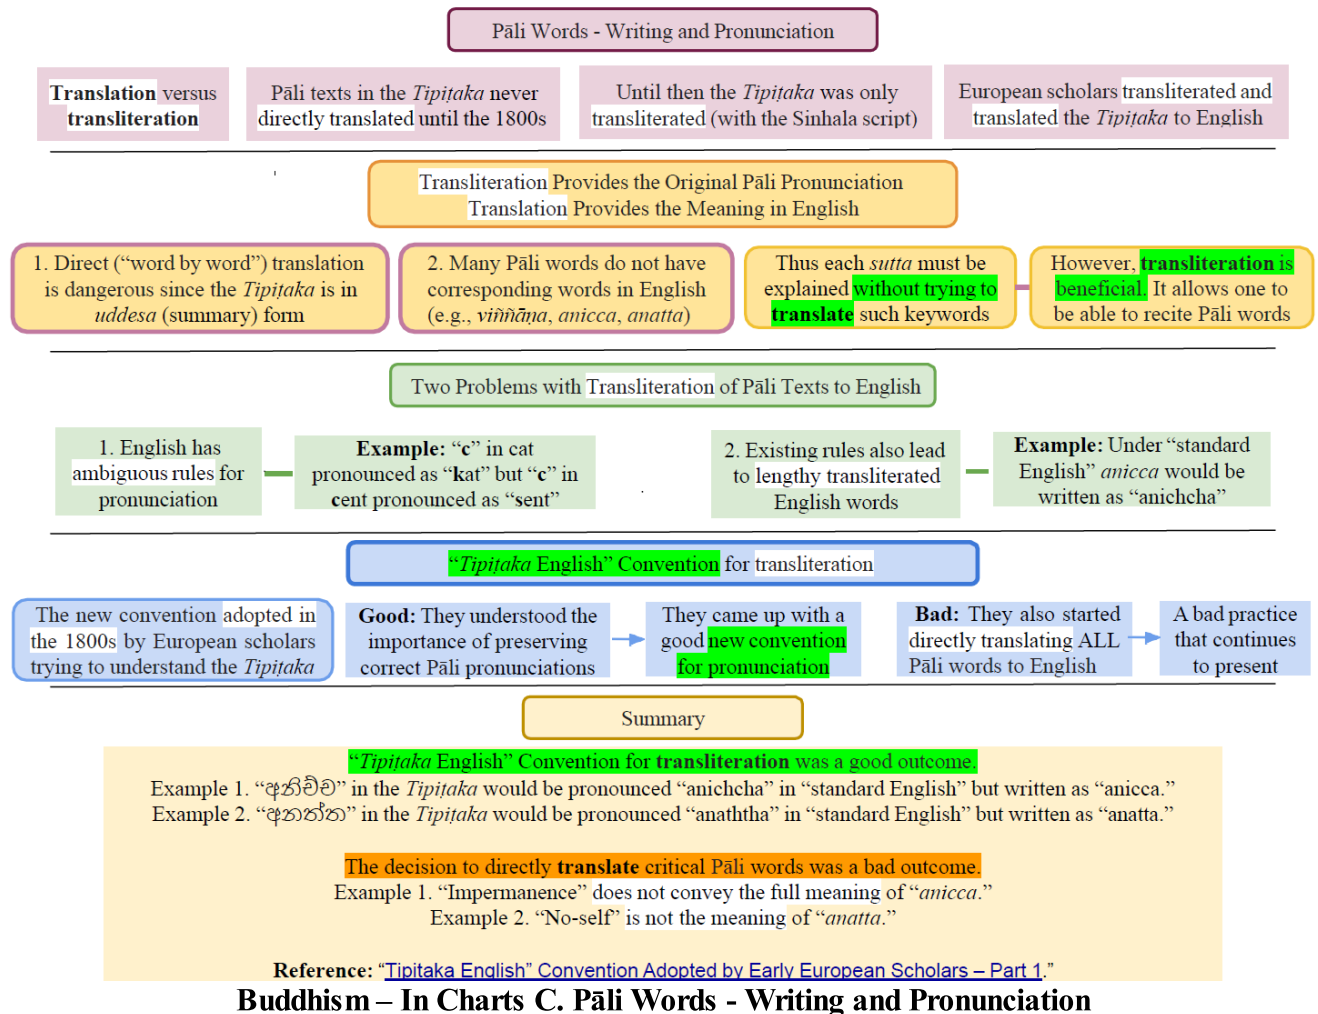 Pāli Words - Writing and Pronunciation
Translation versus
transliteration
Pāli texts in the Tipiṭaka never
directly translated until the 1800s
Until then the Tipiṭaka was only
transliterated (with the Sinhala script)
European scholars transliterated and
translated the Tipiṭaka to English
Transliteration Provides the Original Pāli Pronunciation
Translation Provides the Meaning in English
1. Direct (“word by word”) translation
is dangerous since the Tipiṭaka is in
uddesa (summary) form
2. Many Pāli words do not have
corresponding words in English
(e.g., viññāṇa, anicca, anatta)
Thus each sutta must be
explained without trying to
translate such keywords
However, transliteration is
beneficial. It allows one to
be able to recite Pāli words
Two Problems with Transliteration of Pāli Texts to English
1. English has
ambiguous rules for
pronunciation
Example: “c” in cat
pronounced as “kat” but “c” in
cent pronounced as “sent”
2. Existing rules also lead
to lengthy transliterated
English words
Example: Under “standard
English” anicca would be
written as “anichcha”
“Tipiṭaka English” Convention for transliteration
The new convention adopted in
the 1800s by European scholars
trying to understand the Tipiṭaka
Good: They understood the
importance of preserving
correct Pāli pronunciations
They came up with a
good new convention
for pronunciation
Bad: They also started
directly translating ALL
Pāli words to English
A bad practice
that continues
to present
Summary
“Tipiṭaka English” Convention for transliteration was a good outcome.
Example 1. “අනිච්ච” in the Tipiṭaka would be pronounced “anichcha” in “standard English” but written as “anicca.”
Example 2. “අනත්ත” in the Tipiṭaka would be pronounced “anaththa” in “standard English” but written as “anatta.”
The decision to directly translate critical Pāli words was a bad outcome.
Example 1. “Impermanence” does not convey the full meaning of “anicca.”
Example 2. “No-self” is not the meaning of “anatta.”
Reference: “Tipitaka English” Convention Adopted by Early European Scholars – Part 1.”
Buddhism – In Charts C. Pāli Words - Writing and Pronunciation